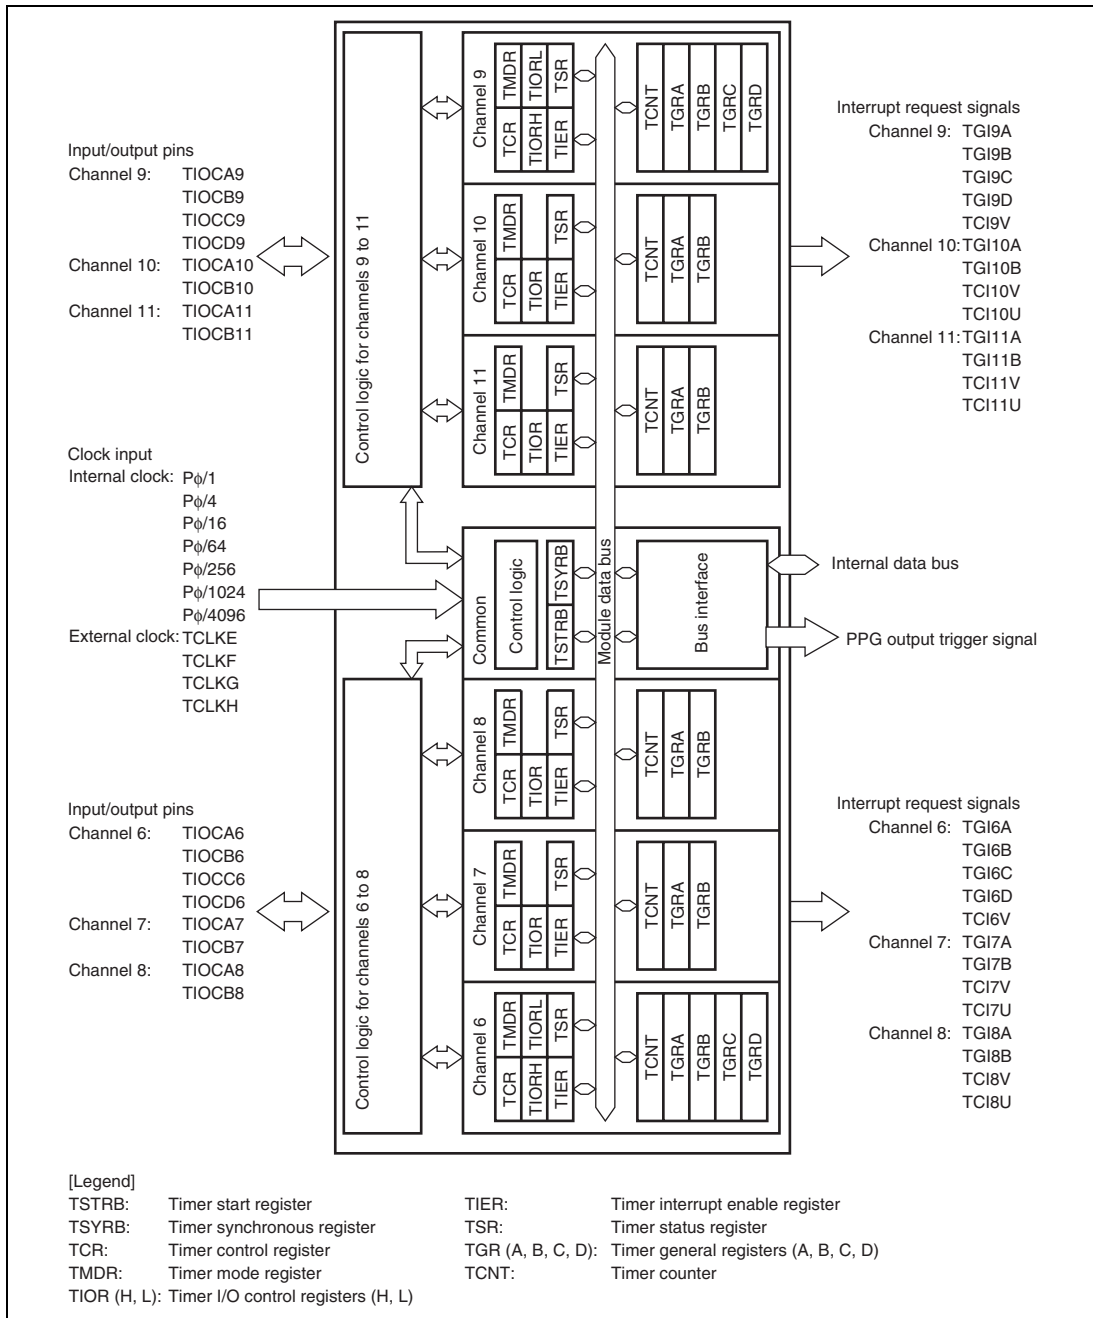 Input/output pins
Channel 9: TIOCA9
TIOCB9
TIOCC9
TIOCD9
Channel 10: TIOCA10
TIOCB10
Channel 11: TIOCA11
TIOCB11
Clock input
Internal clock: Pϕ/1
Pϕ/4
Pϕ/16
Pϕ/64
Pϕ/256
Pϕ/1024
Pϕ/4096
External clock: TCLKE
TCLKF
TCLKG
TCLKH
Input/output pins
Channel 6: TIOCA6
TIOCB6
TIOCC6
TIOCD6
Channel 7: TIOCA7
TIOCB7
Channel 8: TIOCA8
TIOCB8
Control logic for channels 9 to 11
Control logic for channels 6 to 8
Channel 9
TCR TMDR
TIORH TIORL
TIER TSR
TCNT
TGRA
TGRB
TGRC
TGRD
Channel 10
TCR TMDR
TIOR
TIER TSR
TCNT
TGRA
TGRB
Channel 11
TCR TMDR
TIOR
TIER TSR
TCNT
TGRA
TGRB
Common
Control logic
TSTRB TSYRB
Module data bus
Bus interface
Channel 8
TCR TMDR
TIOR
TIER TSR
TCNT
TGRA
TGRB
Channel 7
TCR TMDR
TIOR
TIER TSR
TCNT
TGRA
TGRB
Channel 6
TCR TMDR
TIORH TIORL
TIER TSR
TCNT
TGRA
TGRB
TGRC
TGRD
Interrupt request signals
Channel 9: TGI9A
TGI9B
TGI9C
TGI9D
TCI9V
Channel 10: TGI10A
TGI10B
TCI10V
TCI10U
Channel 11: TGI11A
TGI11B
TCI11V
TCI11U
Internal data bus
PPG output trigger signal
Interrupt request signals
Channel 6: TGI6A
TGI6B
TGI6C
TGI6D
TCI6V
Channel 7: TGI7A
TGI7B
TCI7V
TCI7U
Channel 8: TGI8A
TGI8B
TCI8V
TCI8U
[Legend]
TSTRB: Timer start register
TSYRB: Timer synchronous register
TCR: Timer control register
TMDR: Timer mode register
TIOR (H, L): Timer I/O control registers (H, L)
TIER: Timer interrupt enable register
TSR: Timer status register
TGR (A, B, C, D): Timer general registers (A, B, C, D)
TCNT: Timer counter